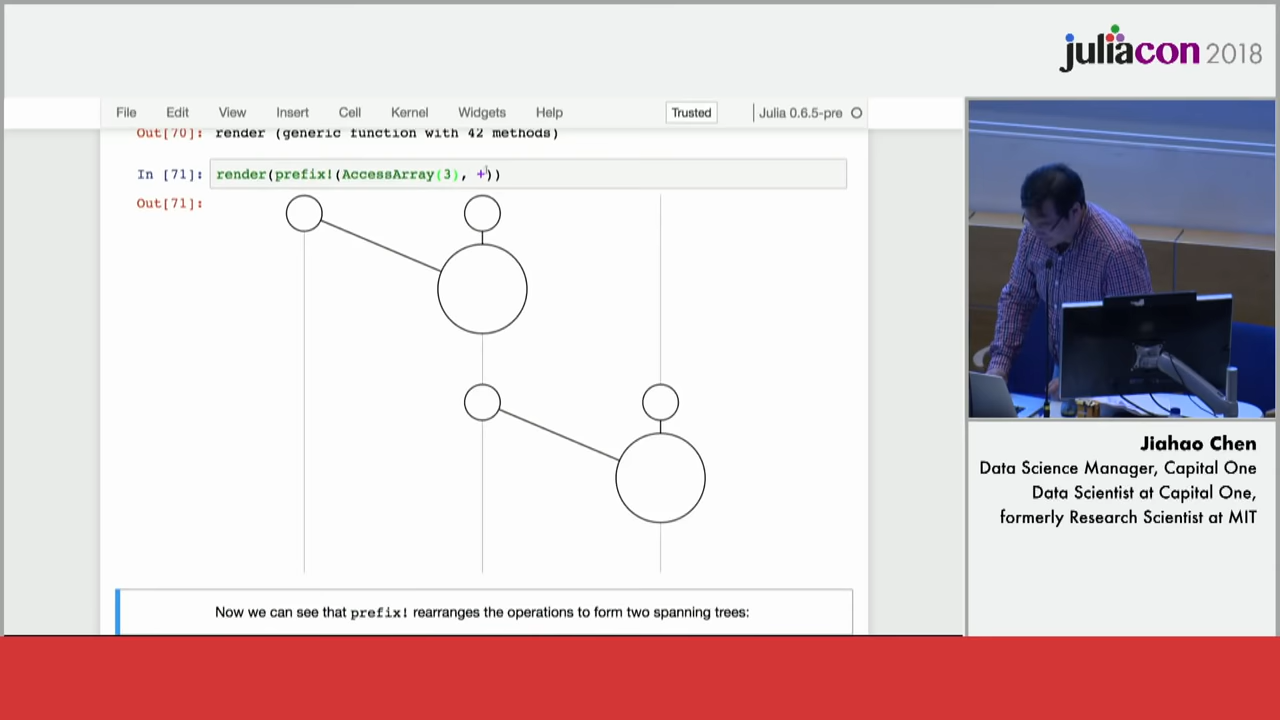 juliacon 2018
File Edit View Insert Cell Kernel Widgets Help Trusted Julia 0.6.5-pre
Out[70]: render (generic function with 42 methods)
In [71]: render(prefix!(AccessArray(3), +))
Out[71]:
Now we can see that prefix! rearranges the operations to form two spanning trees:
Jiahao Chen
Data Science Manager, Capital One
Data Scientist at Capital One,
formerly Research Scientist at MIT